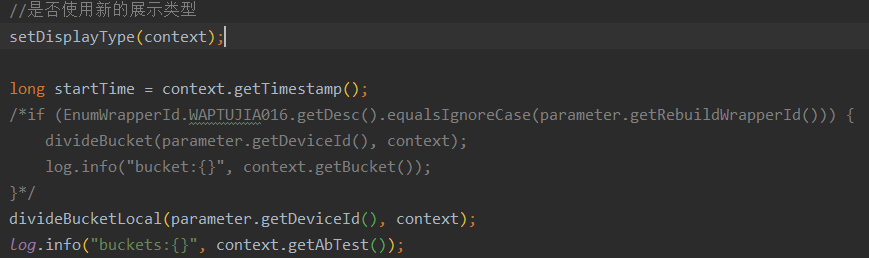 //是否使用新的展示类型
setDisplayType(context);
long startTime = context.getTimestamp();
/*if (EnumWrapperId.WAPTUJIA016.getDesc().equalsIgnoreCase(parameter.getRebuildWrapperId())) {
    divideBucket(parameter.getDeviceId(), context);
    log.info("bucket:{}", context.getBucket());
}*/
divideBucketLocal(parameter.getDeviceId(), context);
log.info("buckets:{}", context.getAbTest());